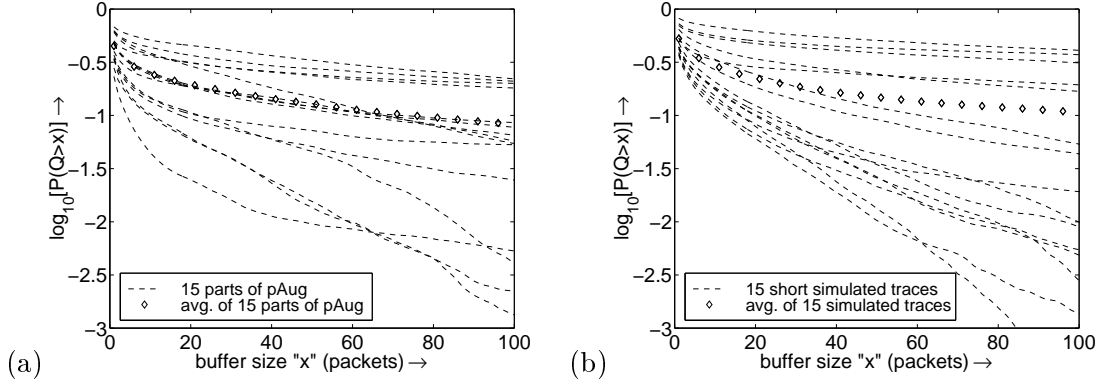 0
−0.5
−1
−1.5
−2
−2.5
−3
log10[P(Q>x)] →
15 parts of pAug
avg. of 15 parts of pAug
0 20 40 60 80 100
buffer size "x" (packets) →
(a)
0
−0.5
−1
−1.5
−2
−2.5
−3
log10[P(Q>x)] →
15 short simulated traces
avg. of 15 simulated traces
0 20 40 60 80 100
buffer size "x" (packets) →
(b)